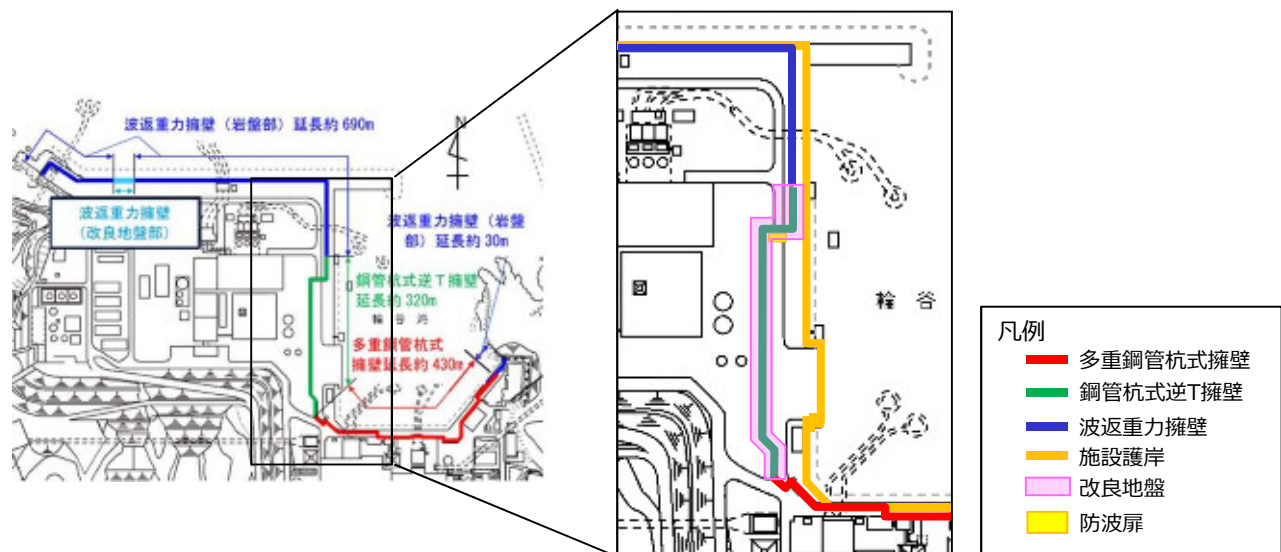 波返重力擁壁（岩盤部）延長約 690m
N
波返重力擁壁
（改良地盤部）
波返重力擁壁（岩盤
部）延長約 30m
鋼管杭式逆Ｔ擁壁
延長約 320m
輪 谷 湾
多重鋼管杭式
擁壁延長約 430m
輪 谷
凡例
多重鋼管杭式擁壁
鋼管杭式逆T擁壁
波返重力擁壁
施設護岸
改良地盤
防波扉